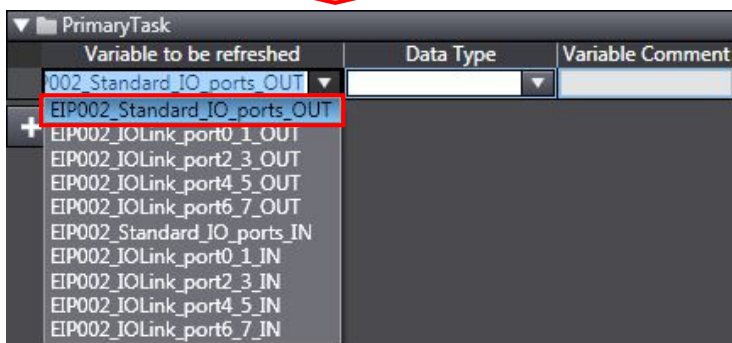 PrimaryTask
Variable to be refreshed Data Type Variable Comment
002_Standard_IO_ports_OUT
EIP002_Standard_IO_ports_OUT
EIP002_IOLink_port0_1_OUT
EIP002_IOLink_port2_3_OUT
EIP002_IOLink_port4_5_OUT
EIP002_IOLink_port6_7_OUT
EIP002_Standard_IO_ports_IN
EIP002_IOLink_port0_1_IN
EIP002_IOLink_port2_3_IN
EIP002_IOLink_port4_5_IN
EIP002_IOLink_port6_7_IN